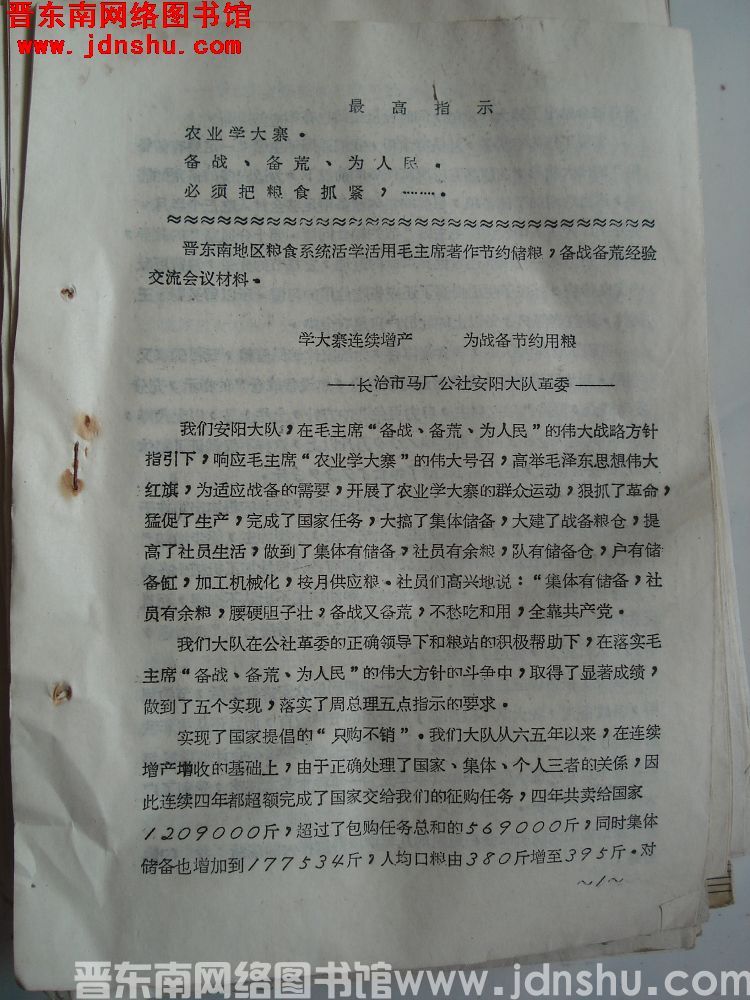 晋东南网络图书馆
www.jdnshu.com
最高指示
农业学大寨。
备战、备荒、为人民。
必须把粮食抓紧，……。
≈≈≈≈≈≈≈≈≈≈≈≈≈≈≈≈≈≈≈≈≈≈≈≈≈≈≈≈≈≈≈≈
晋东南地区粮食系统活学活用毛主席著作节约储粮，备战备荒经验
交流会议材料。
学大寨连续增产　　为战备节约用粮
——长治市马厂公社安阳大队革委——
我们安阳大队，在毛主席“备战、备荒、为人民”的伟大战略方针
指引下，响应毛主席“农业学大寨”的伟大号召，高举毛泽东思想伟大
红旗，为适应战备的需要，开展了农业学大寨的群众运动，狠抓了革命，
猛促了生产，完成了国家任务，大搞了集体储备，大建了战备粮仓，提
高了社员生活，做到了集体有储备，社员有余粮，队有储备仓，户有储
备缸，加工机械化，按月供应粮。社员们高兴地说：“集体有储备，社
员有余粮，腰硬胆子壮，备战又备荒，不愁吃和用，全靠共产党。
我们大队在公社革委的正确领导下和粮站的积极帮助下，在落实毛
主席“备战、备荒、为人民”的伟大方针的斗争中，取得了显著成绩，
做到了五个实现，落实了周总理五点指示的要求。
实现了国家提倡的“只购不销”。我们大队从六五年以来，在连续
增产增收的基础上，由于正确处理了国家、集体、个人三者的关係，因
此连续四年都超额完成了国家交给我们的征购任务，四年共卖给国家
1209000斤，超过了包购任务总和的569000斤，同时集体
储备也增加到177534斤，人均口粮由380斤增至395斤。对
～1～
晋东南网络图书馆 www.jdnshu.com